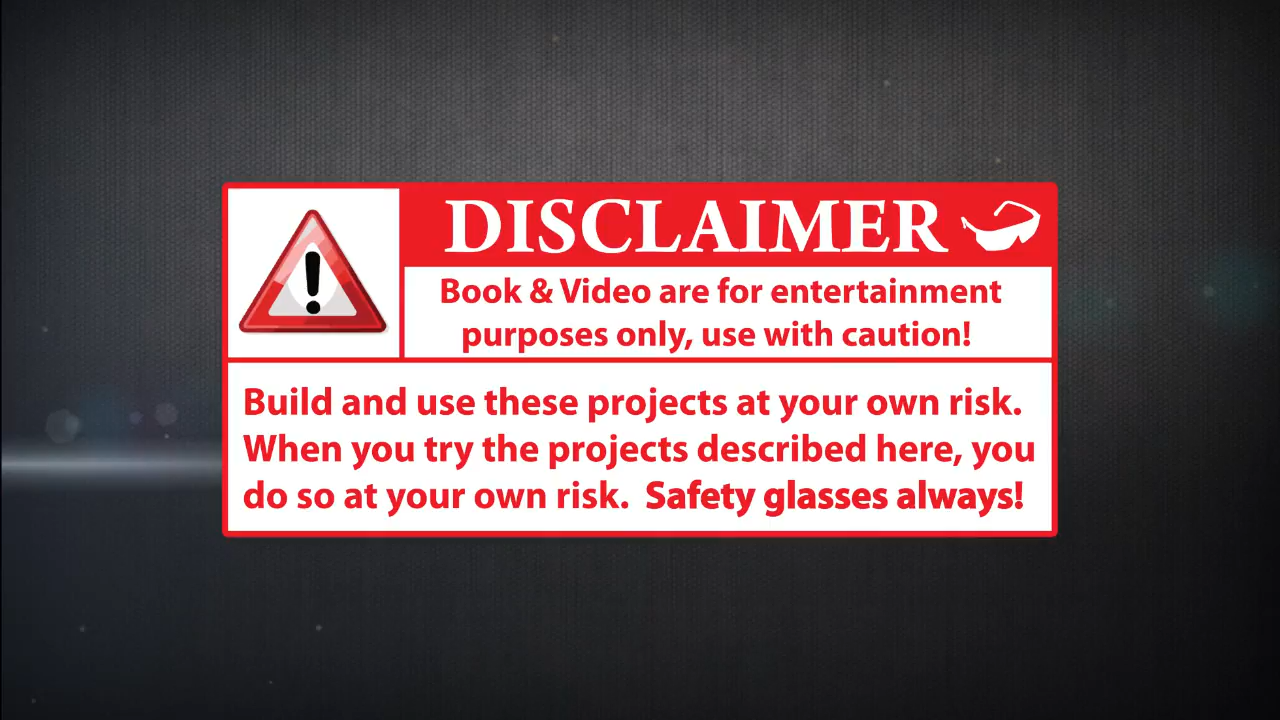 DISCLAIMER
Book & Video are for entertainment
purposes only, use with caution!
Build and use these projects at your own risk.
When you try the projects described here, you
do so at your own risk. Safety glasses always!